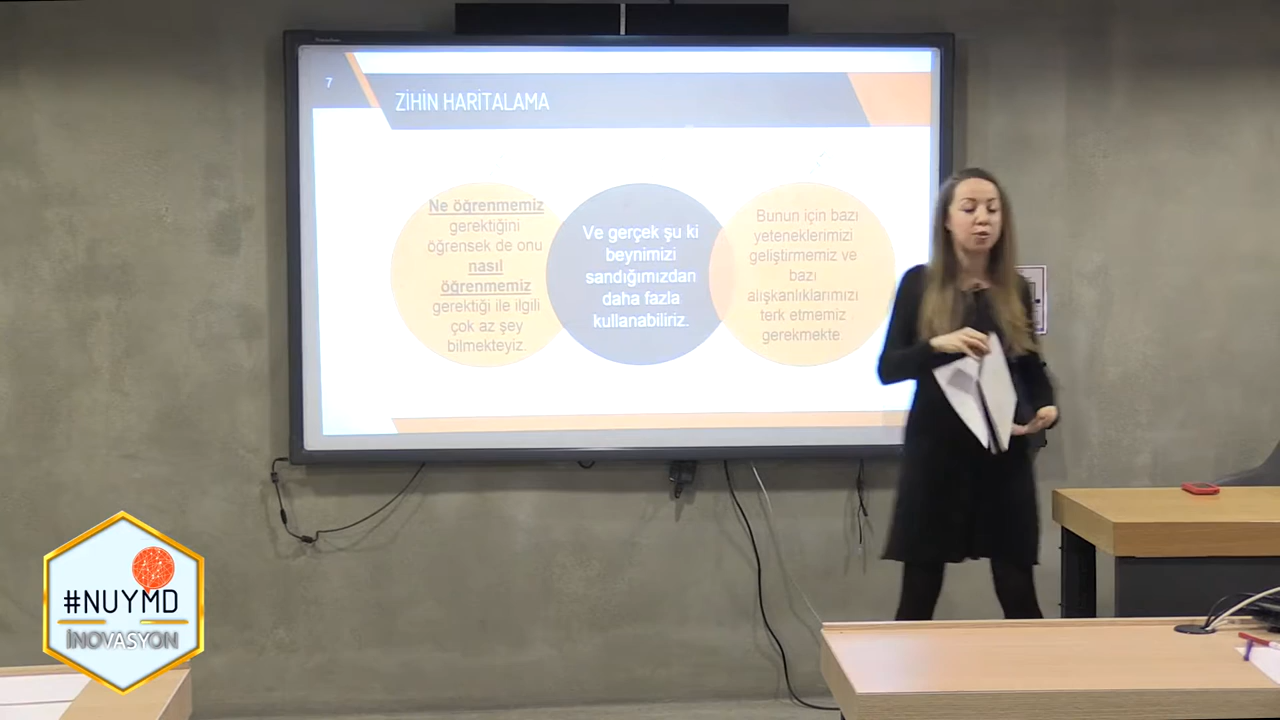 7
ZİHİN HARİTALAMA
Ne öğrenmemiz
gerektiğini
öğrensek de onu
nasıl
öğrenmemiz
gerektiği ile ilgili
çok az şey
bilmekteyiz.
Ve gerçek şu ki
beynimizi
sandığımızdan
daha fazla
kullanabiliriz.
Bunun için bazı
yeteneklerimizi
geliştirmemiz ve
bazı
alışkanlıklarımızı
terk etmemiz
gerekmekte.
#NUYMD
İNOVASYON